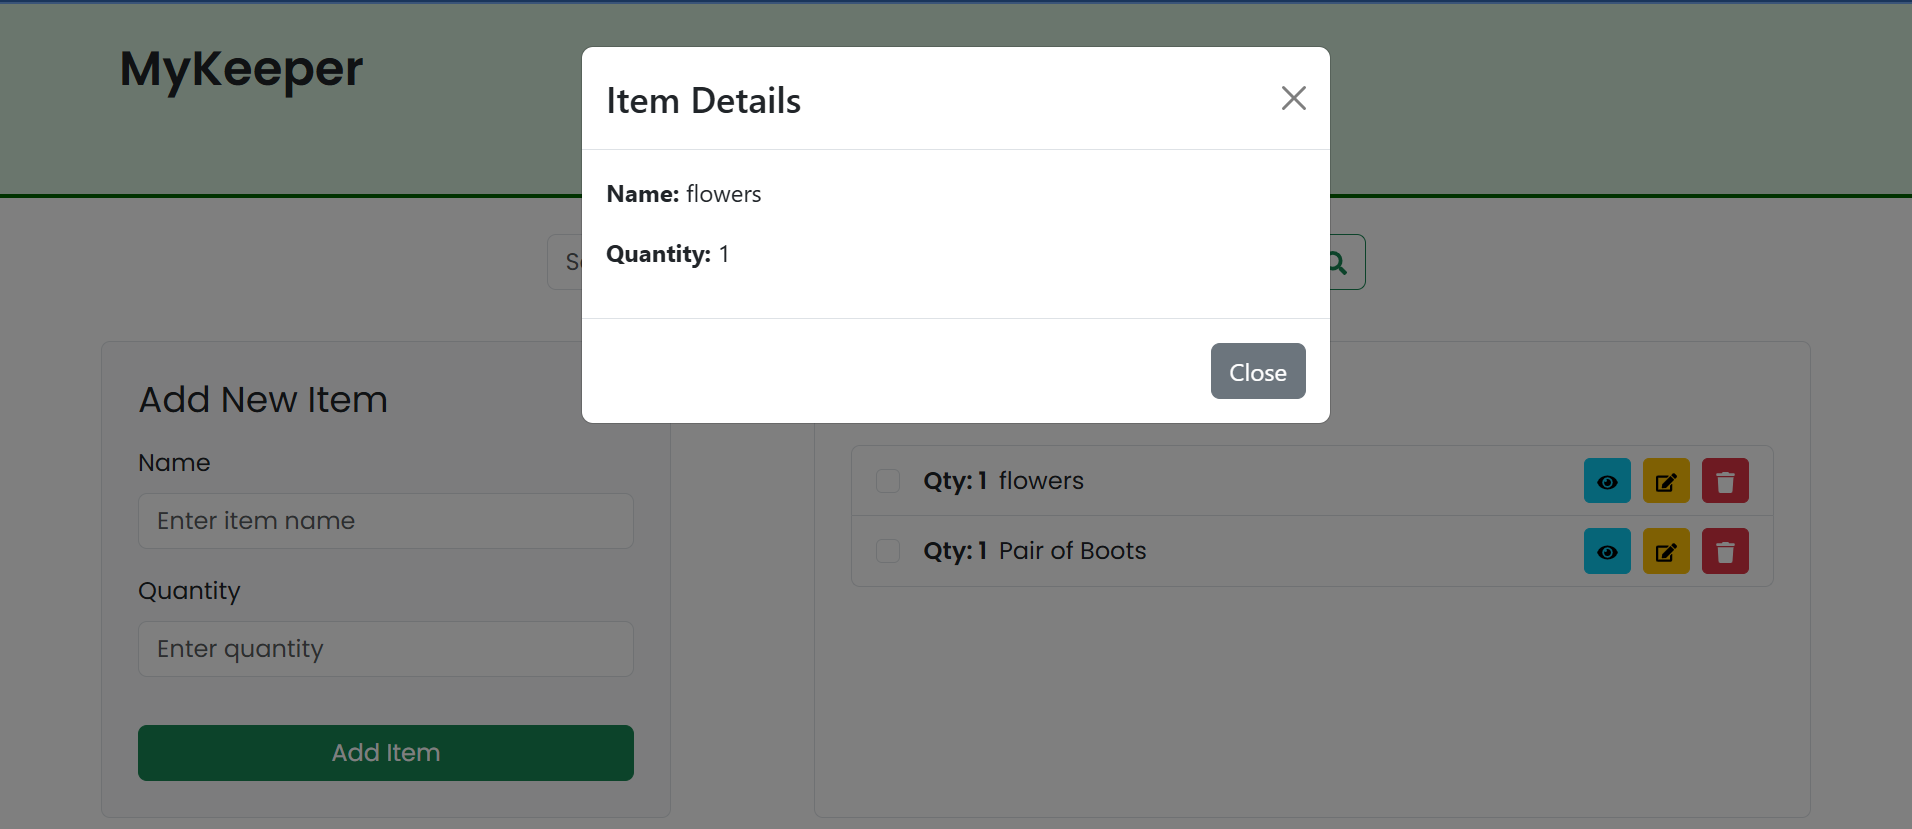 MyKeeper
Item Details
Name: flowers
Quantity: 1
Close
Add New Item
Name
Enter item name
Quantity
Enter quantity
Add Item
Qty: 1 flowers
Qty: 1 Pair of Boots